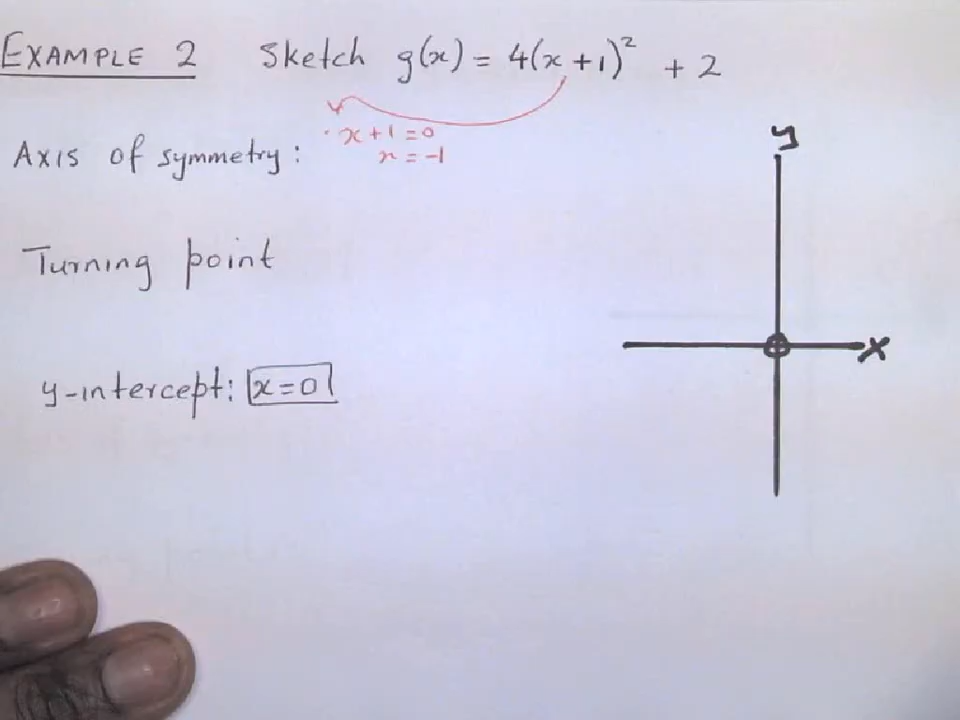 EXAMPLE 2 Sketch g(x) = 4(x+1)² + 2
x+1=0
Axis of symmetry:
x=-1
y
Turning point
x
y-intercept: x=0